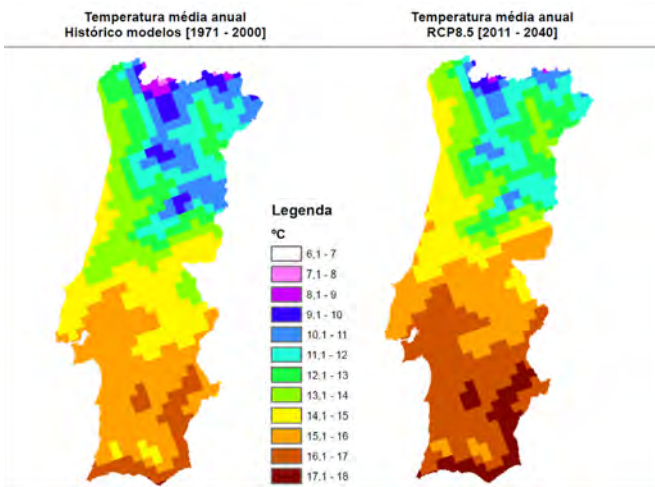 Temperatura média anual
Histórico modelos [1971 - 2000]
Temperatura média anual
RCP8.5 [2011 - 2040]
Legenda
ºC
6,1 - 7
7,1 - 8
8,1 - 9
9,1 - 10
10,1 - 11
11,1 - 12
12,1 - 13
13,1 - 14
14,1 - 15
15,1 - 16
16,1 - 17
17,1 - 18